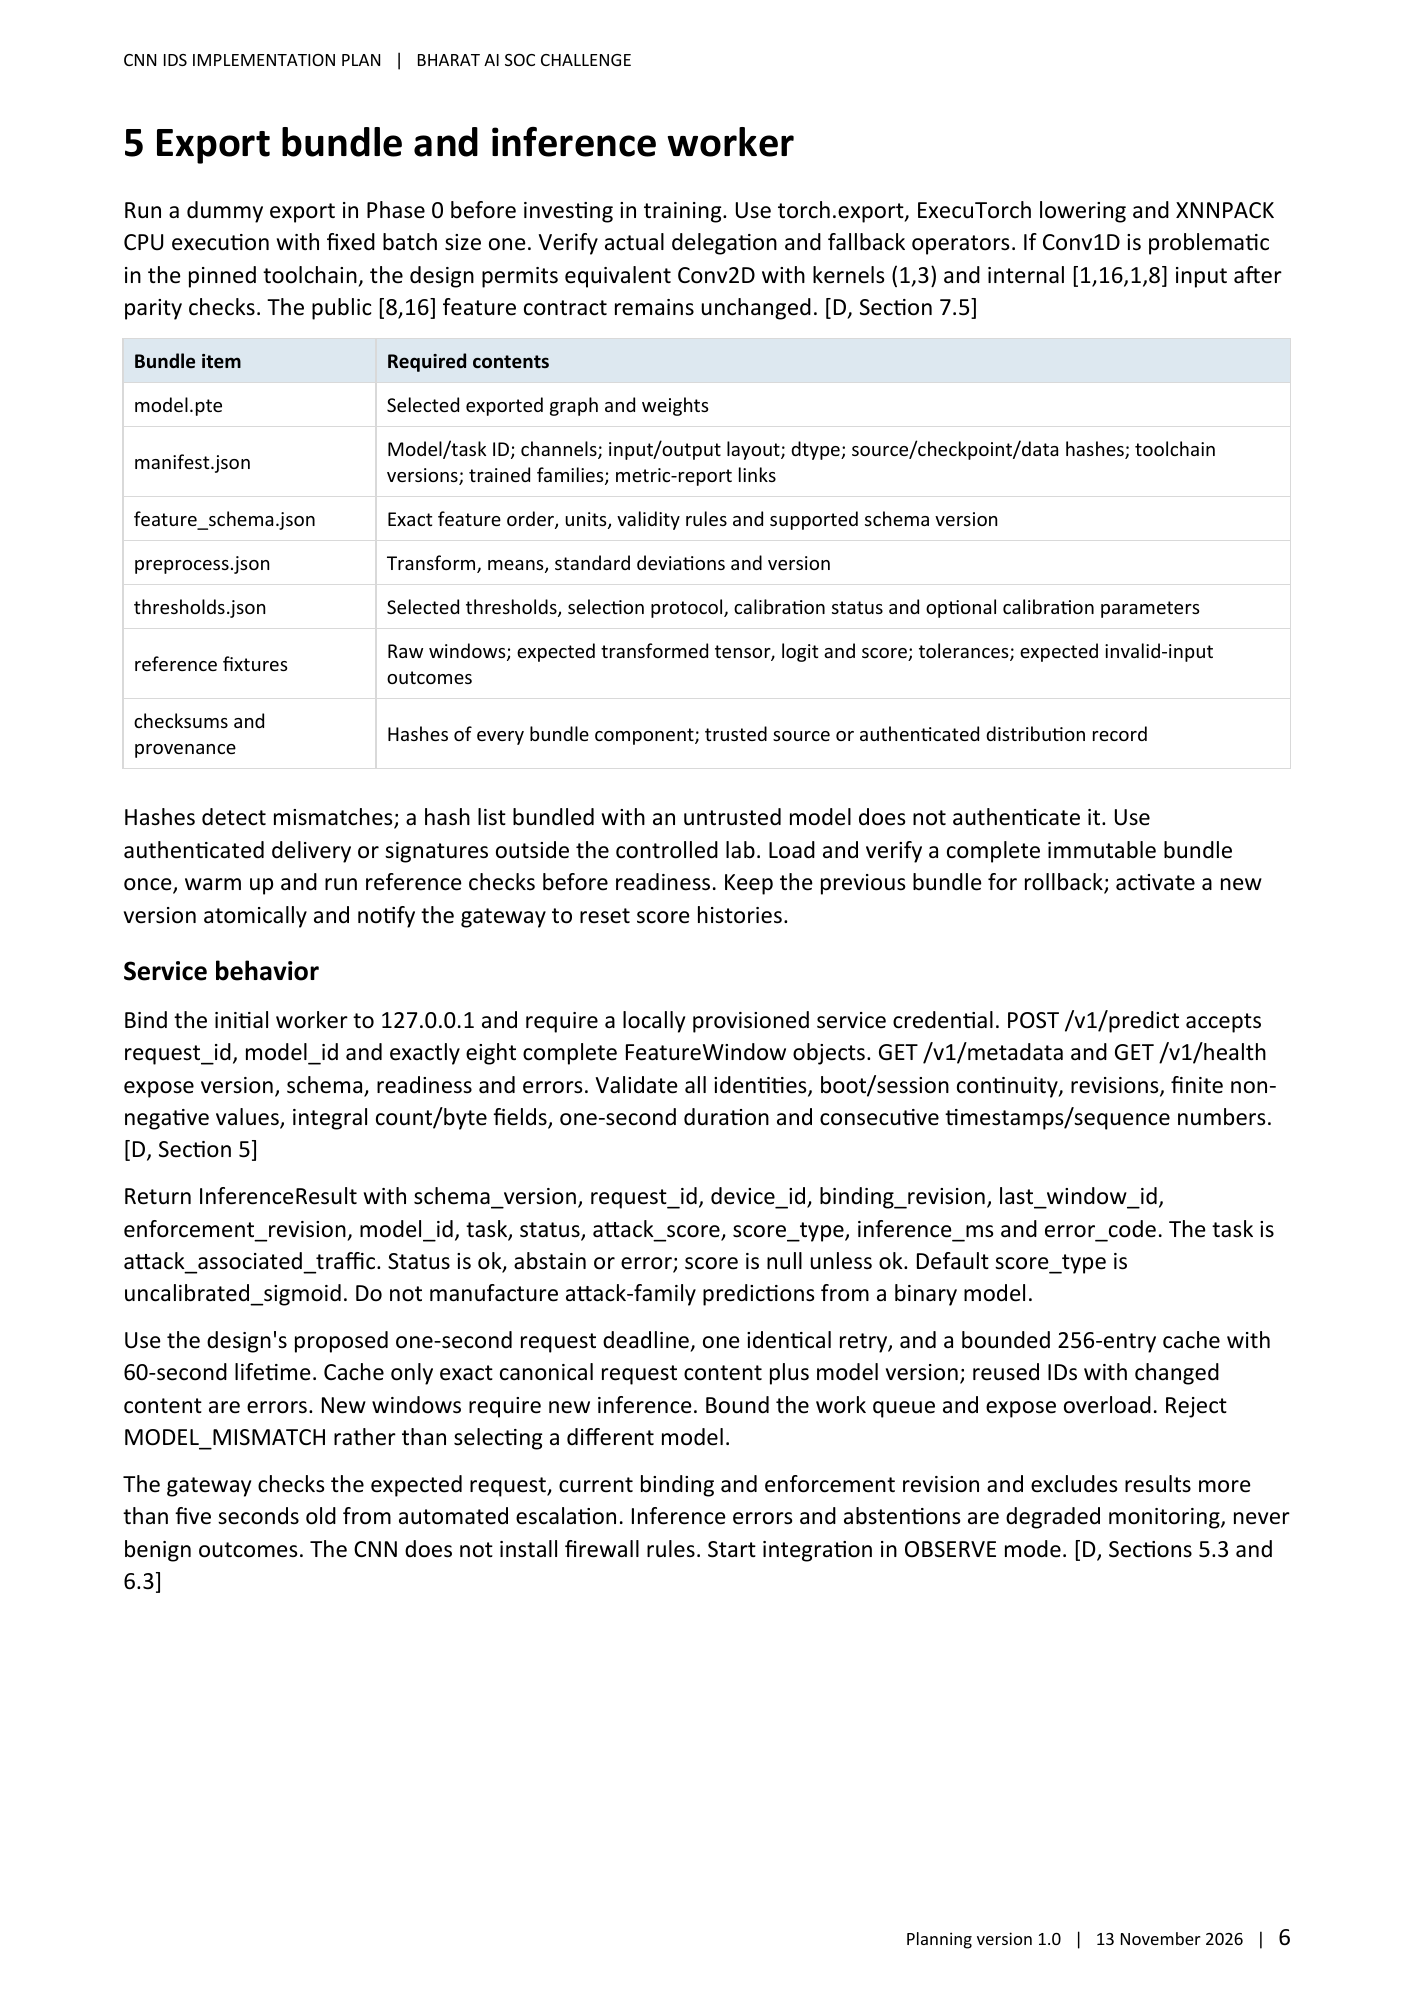 CNN IDS IMPLEMENTATION PLAN | BHARAT AI SOC CHALLENGE
5 Export bundle and inference worker
Run a dummy export in Phase 0 before investing in training. Use torch.export, ExecuTorch lowering and XNNPACK
CPU execution with fixed batch size one. Verify actual delegation and fallback operators. If Conv1D is problematic
in the pinned toolchain, the design permits equivalent Conv2D with kernels (1,3) and internal [1,16,1,8] input after
parity checks. The public [8,16] feature contract remains unchanged. [D, Section 7.5]
Bundle item Required contents
model.pte Selected exported graph and weights
manifest.json Model/task ID; channels; input/output layout; dtype; source/checkpoint/data hashes; toolchain
versions; trained families; metric-report links
feature_schema.json Exact feature order, units, validity rules and supported schema version
preprocess.json Transform, means, standard deviations and version
thresholds.json Selected thresholds, selection protocol, calibration status and optional calibration parameters
reference fixtures Raw windows; expected transformed tensor, logit and score; tolerances; expected invalid-input
outcomes
checksums and
provenance Hashes of every bundle component; trusted source or authenticated distribution record
Hashes detect mismatches; a hash list bundled with an untrusted model does not authenticate it. Use
authenticated delivery or signatures outside the controlled lab. Load and verify a complete immutable bundle
once, warm up and run reference checks before readiness. Keep the previous bundle for rollback; activate a new
version atomically and notify the gateway to reset score histories.
Service behavior
Bind the initial worker to 127.0.0.1 and require a locally provisioned service credential. POST /v1/predict accepts
request_id, model_id and exactly eight complete FeatureWindow objects. GET /v1/metadata and GET /v1/health
expose version, schema, readiness and errors. Validate all identities, boot/session continuity, revisions, finite non-
negative values, integral count/byte fields, one-second duration and consecutive timestamps/sequence numbers.
[D, Section 5]
Return InferenceResult with schema_version, request_id, device_id, binding_revision, last_window_id,
enforcement_revision, model_id, task, status, attack_score, score_type, inference_ms and error_code. The task is
attack_associated_traffic. Status is ok, abstain or error; score is null unless ok. Default score_type is
uncalibrated_sigmoid. Do not manufacture attack-family predictions from a binary model.
Use the design's proposed one-second request deadline, one identical retry, and a bounded 256-entry cache with
60-second lifetime. Cache only exact canonical request content plus model version; reused IDs with changed
content are errors. New windows require new inference. Bound the work queue and expose overload. Reject
MODEL_MISMATCH rather than selecting a different model.
The gateway checks the expected request, current binding and enforcement revision and excludes results more
than five seconds old from automated escalation. Inference errors and abstentions are degraded monitoring, never
benign outcomes. The CNN does not install firewall rules. Start integration in OBSERVE mode. [D, Sections 5.3 and
6.3]
Planning version 1.0 | 13 November 2026 | 6